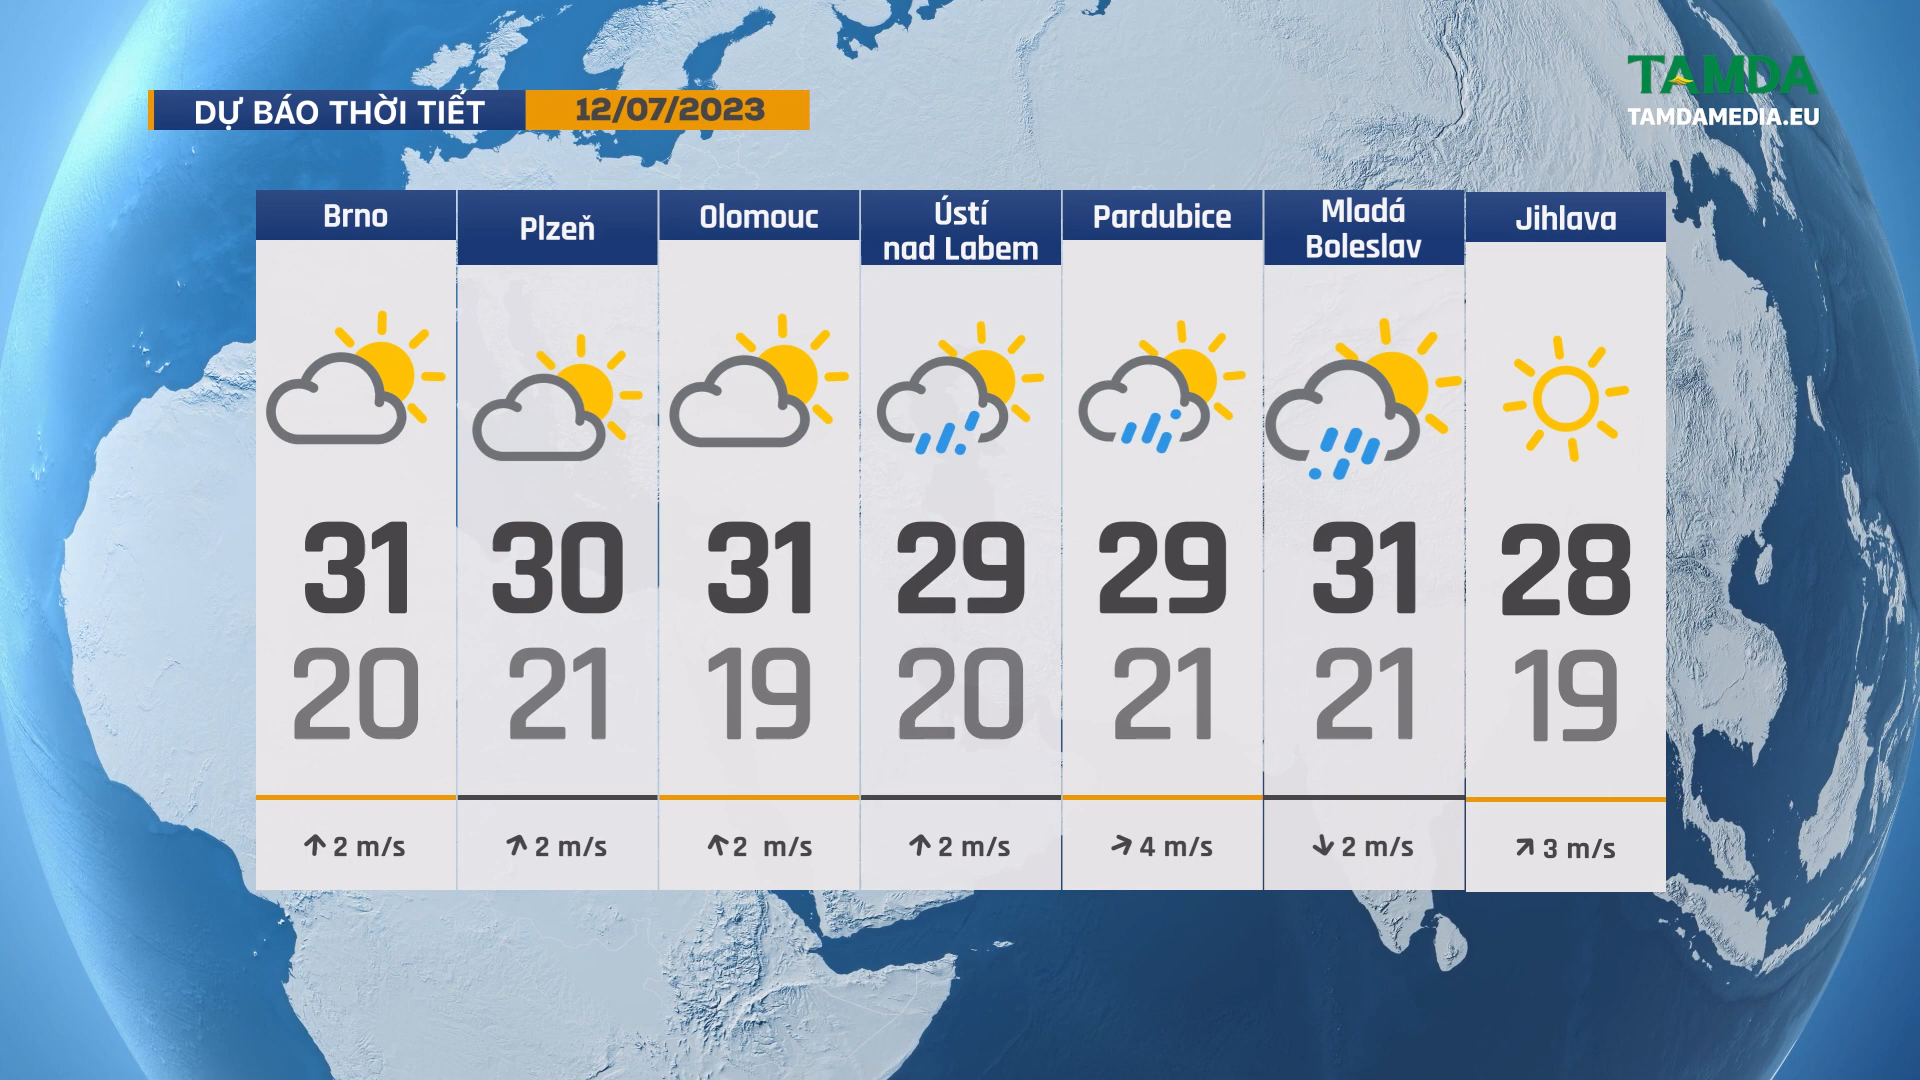 DỰ BÁO THỜI TIẾT
12/07/2023
TAMDA
TAMDAMEDIA.EU
Brno
31
20
2 m/s
Plzeň
30
21
2 m/s
Olomouc
31
19
2 m/s
Ústí
nad Labem
29
20
2 m/s
Pardubice
29
21
4 m/s
Mladá
Boleslav
31
21
2 m/s
Jihlava
28
19
3 m/s